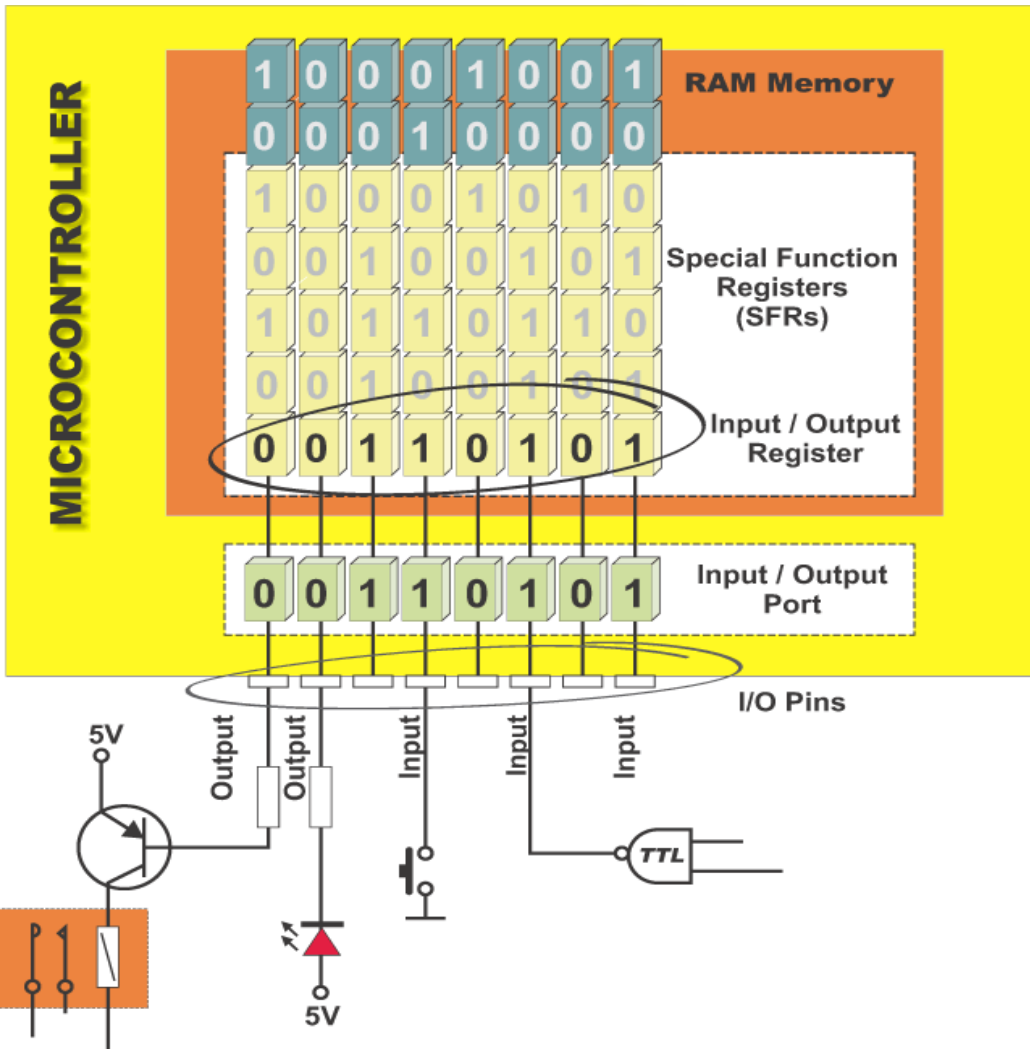 MICROCONTROLLER
RAM Memory
1 0 0 0 1 0 0 1
0 0 0 1 0 0 0 0
1 0 0 0 1 0 1 0
0 0 1 0 0 1 0 1
Special Function
Registers
(SFRs)
1 0 1 1 0 1 1 0
0 0 1 0 0 1 0 1
Input / Output
Register
0 0 1 1 0 1 0 1
0 0 1 1 0 1 0 1
Input / Output
Port
I/O Pins
Output
Output
Input
Input
Input
5V
TTL
5V